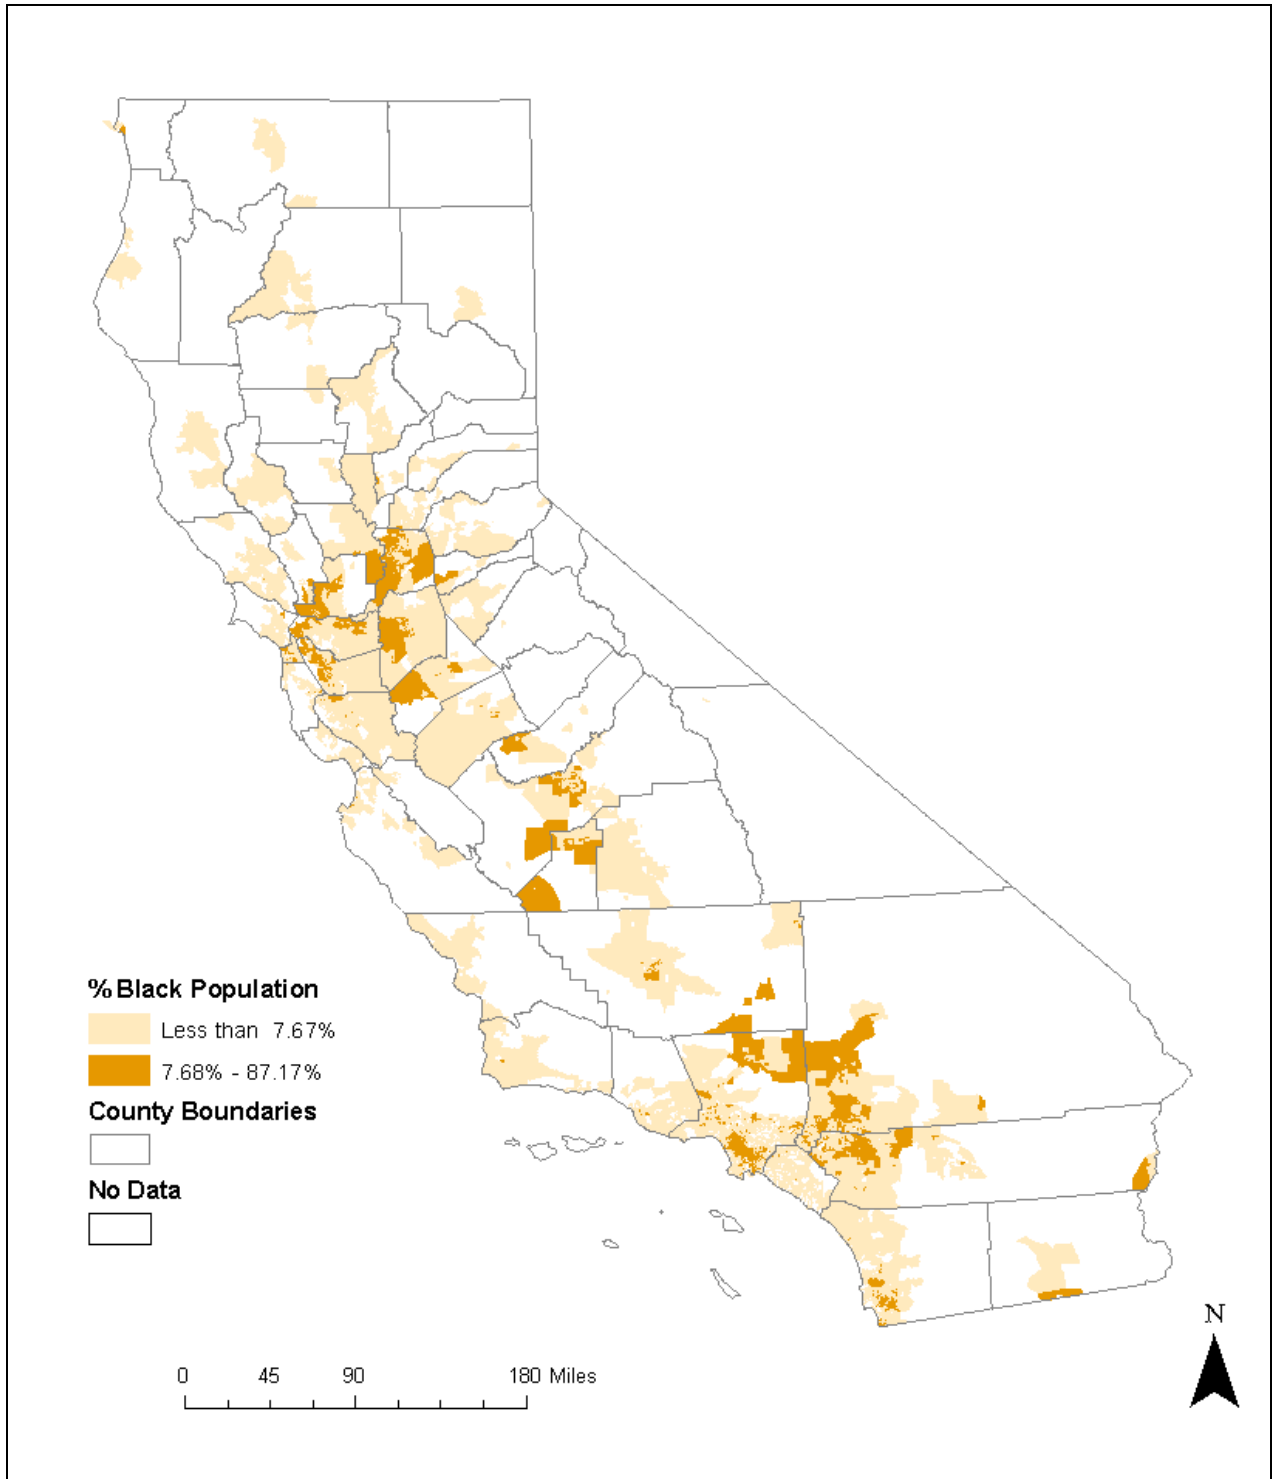 % Black Population
Less than 7.67%
7.68% - 87.17%
County Boundaries
No Data
N
0 45 90 180 Miles